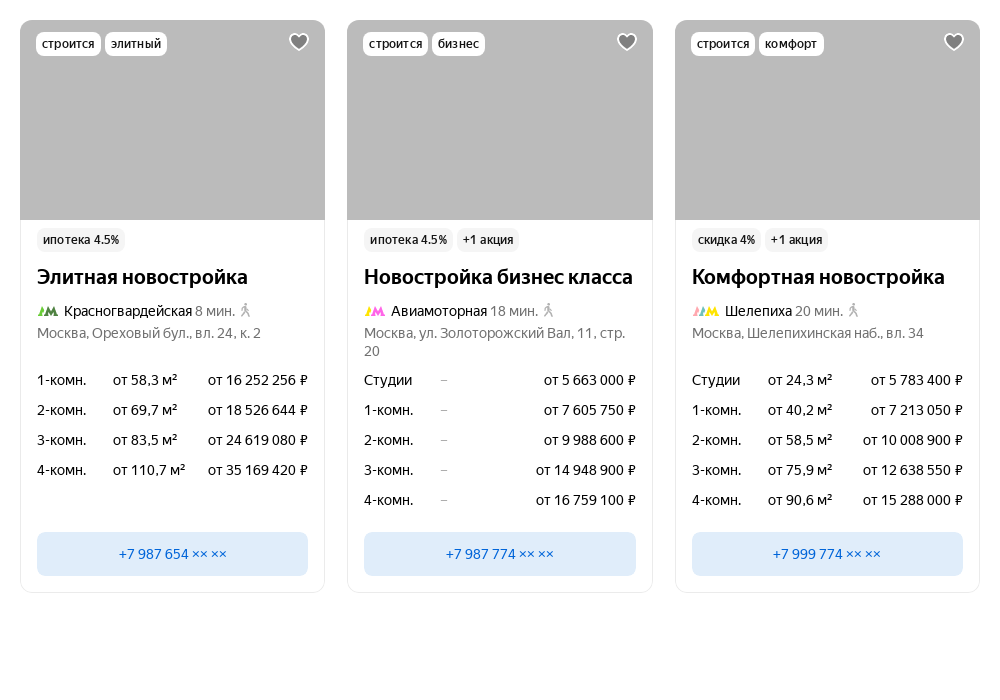 строится элитный
ипотека 4.5%
Элитная новостройка
Красногвардейская 8 мин.
Москва, Ореховый бул., вл. 24, к. 2
1-комн. от 58,3 м² от 16 252 256 ₽
2-комн. от 69,7 м² от 18 526 644 ₽
3-комн. от 83,5 м² от 24 619 080 ₽
4-комн. от 110,7 м² от 35 169 420 ₽
+7 987 654 ×× ××
строится бизнес
ипотека 4.5% +1 акция
Новостройка бизнес класса
Авиамоторная 18 мин.
Москва, ул. Золоторожский Вал, 11, стр.
20
Студии – от 5 663 000 ₽
1-комн. – от 7 605 750 ₽
2-комн. – от 9 988 600 ₽
3-комн. – от 14 948 900 ₽
4-комн. – от 16 759 100 ₽
+7 987 774 ×× ××
строится комфорт
скидка 4% +1 акция
Комфортная новостройка
Шелепиха 20 мин.
Москва, Шелепихинская наб., вл. 34
Студии от 24,3 м² от 5 783 400 ₽
1-комн. от 40,2 м² от 7 213 050 ₽
2-комн. от 58,5 м² от 10 008 900 ₽
3-комн. от 75,9 м² от 12 638 550 ₽
4-комн. от 90,6 м² от 15 288 000 ₽
+7 999 774 ×× ××